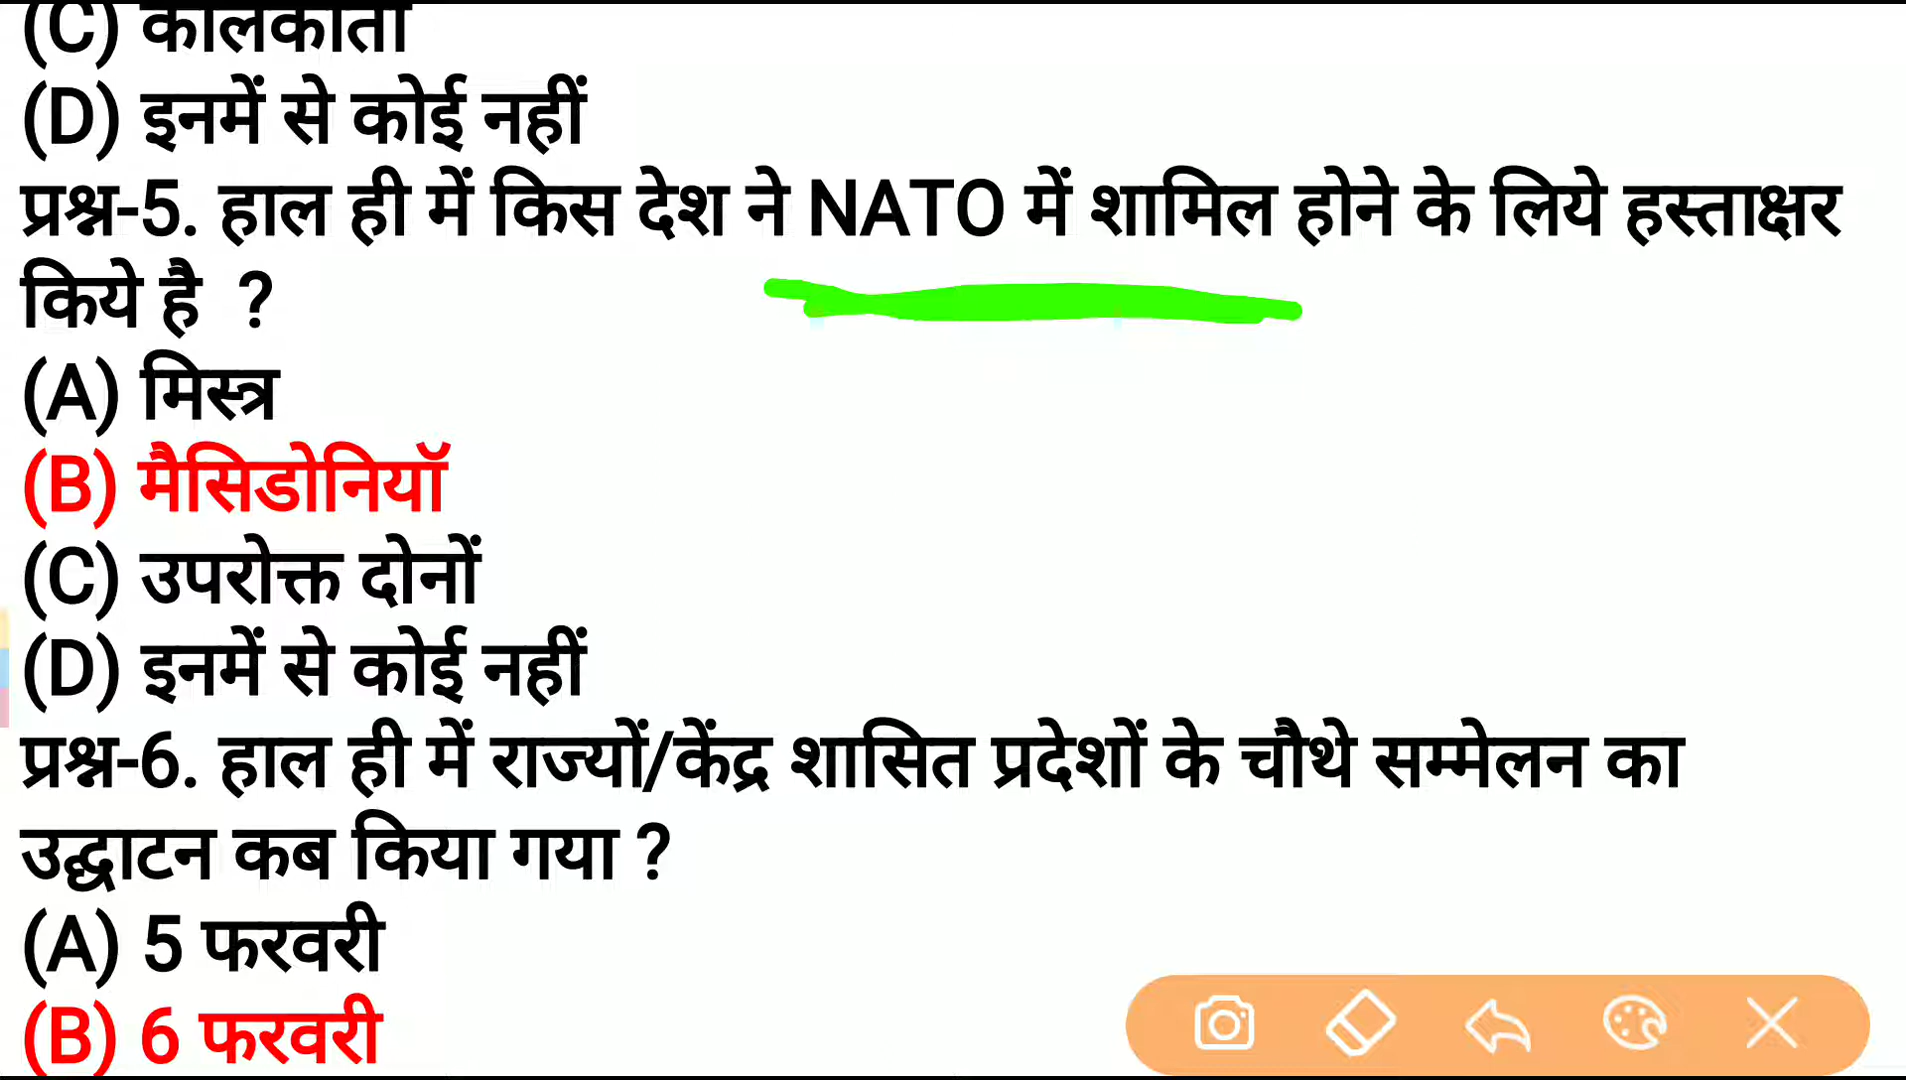 (C) कोलकाता
(D) इनमें से कोई नहीं
प्रश्न-5. हाल ही में किस देश ने NATO में शामिल होने के लिये हस्ताक्षर
किये है ?
(A) मिस्त्र
(B) मैसिडोनियॉ
(C) उपरोक्त दोनों
(D) इनमें से कोई नहीं
प्रश्न-6. हाल ही में राज्यों/केंद्र शासित प्रदेशों के चौथे सम्मेलन का
उद्घाटन कब किया गया ?
(A) 5 फरवरी
(B) 6 फरवरी